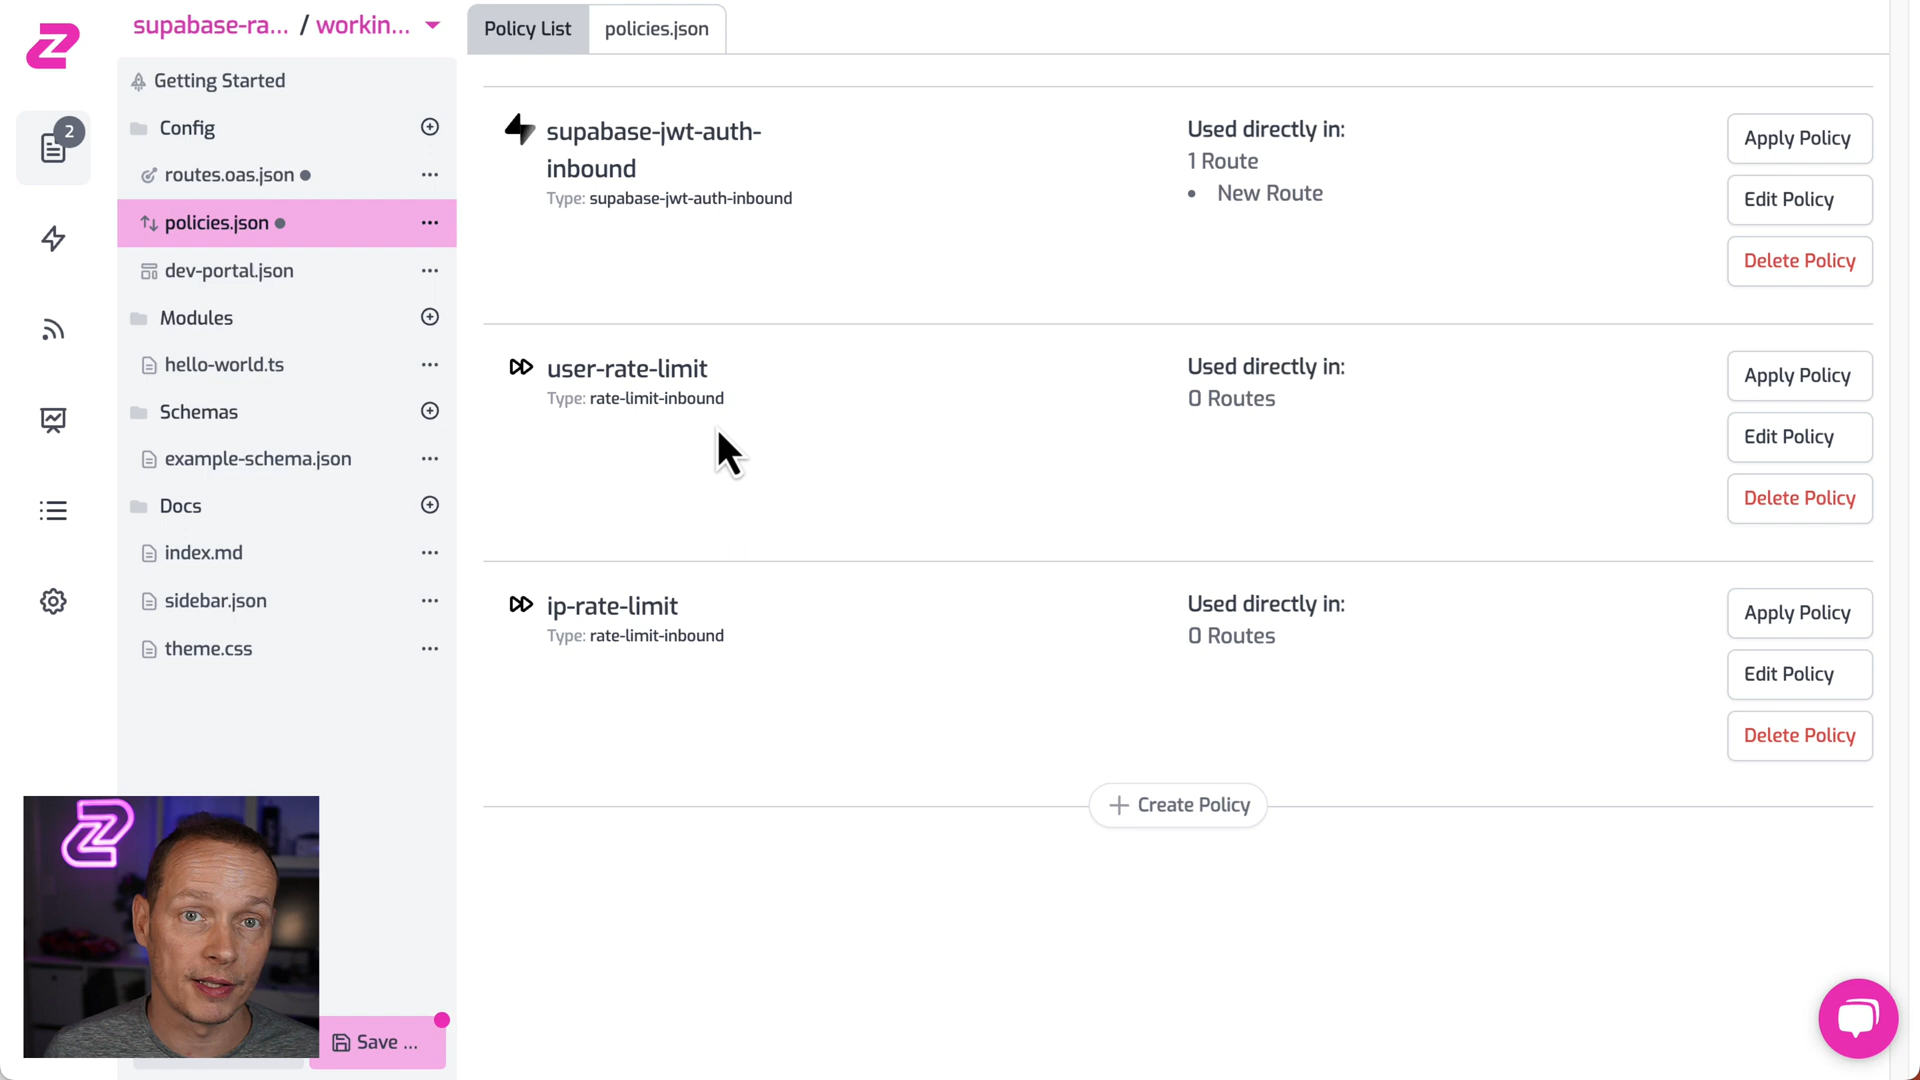 supabase-ra... / workin...
2
Getting Started
Config
routes.oas.json
policies.json
dev-portal.json
Modules
hello-world.ts
Schemas
example-schema.json
Docs
index.md
sidebar.json
theme.css
Save ...
Policy List
policies.json
supabase-jwt-auth-
inbound
Type: supabase-jwt-auth-inbound
Used directly in:
1 Route
• New Route
Apply Policy
Edit Policy
Delete Policy
user-rate-limit
Type: rate-limit-inbound
Used directly in:
0 Routes
Apply Policy
Edit Policy
Delete Policy
ip-rate-limit
Type: rate-limit-inbound
Used directly in:
0 Routes
Apply Policy
Edit Policy
Delete Policy
Create Policy